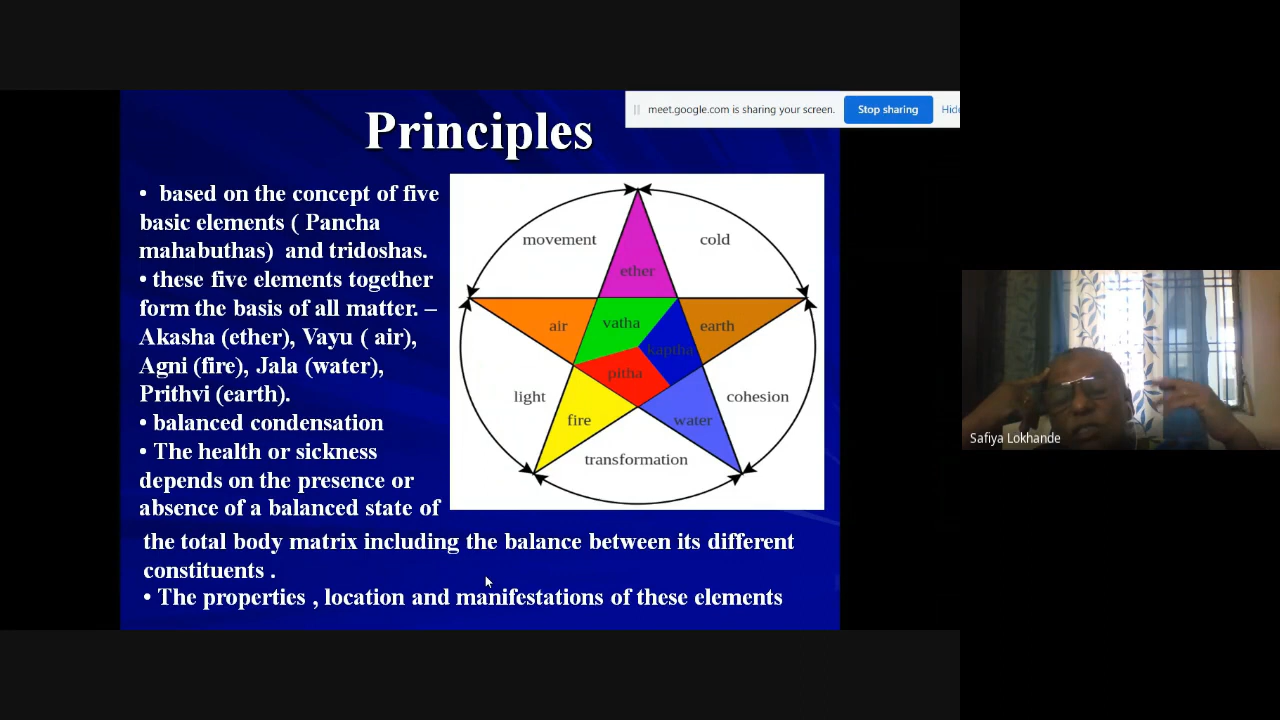 meet.google.com is sharing your screen.
Stop sharing
Hide
Principles
• based on the concept of five
basic elements ( Pancha
mahabuthas) and tridoshas.
• these five elements together
form the basis of all matter. –
Akasha (ether), Vayu ( air),
Agni (fire), Jala (water),
Prithvi (earth).
• balanced condensation
• The health or sickness
depends on the presence or
absence of a balanced state of
the total body matrix including the balance between its different
constituents .
• The properties , location and manifestations of these elements
movement
cold
ether
air
vatha
earth
kaptha
pitha
light
cohesion
fire
water
transformation
Safiya Lokhande